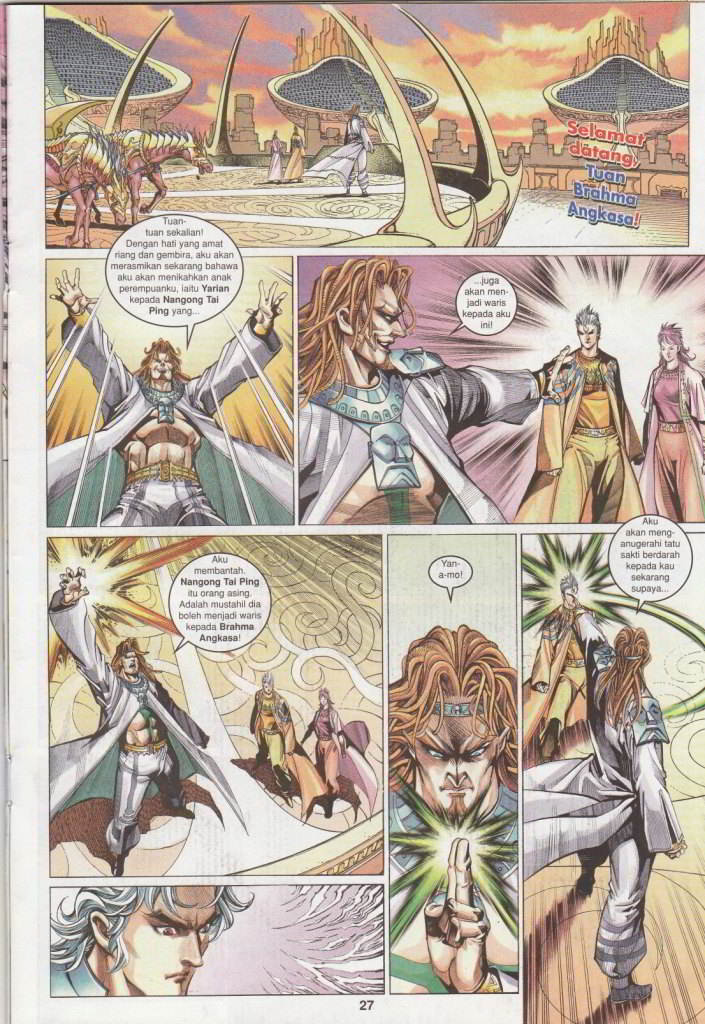 Selamat
datang,
Tuan
Brahma
Angkasa!
Tuan-
tuan sekalian!
Dengan hati yang amat
riang dan gembira, aku akan
merasmikan sekarang bahawa
aku akan menikahkan anak
perempuanku, iaitu Yarian
kepada Nangong Tai
Ping yang...
...juga
akan men-
jadi waris
kepada aku
ini!
Aku
membantah.
Nangong Tai Ping
itu orang asing.
Adalah mustahil dia
boleh menjadi waris
kepada Brahma
Angkasa!
Yan-
a-mo!
Aku
akan meng-
anugerahi tatu
sakti berdarah
kepada kau
sekarang
supaya...
27